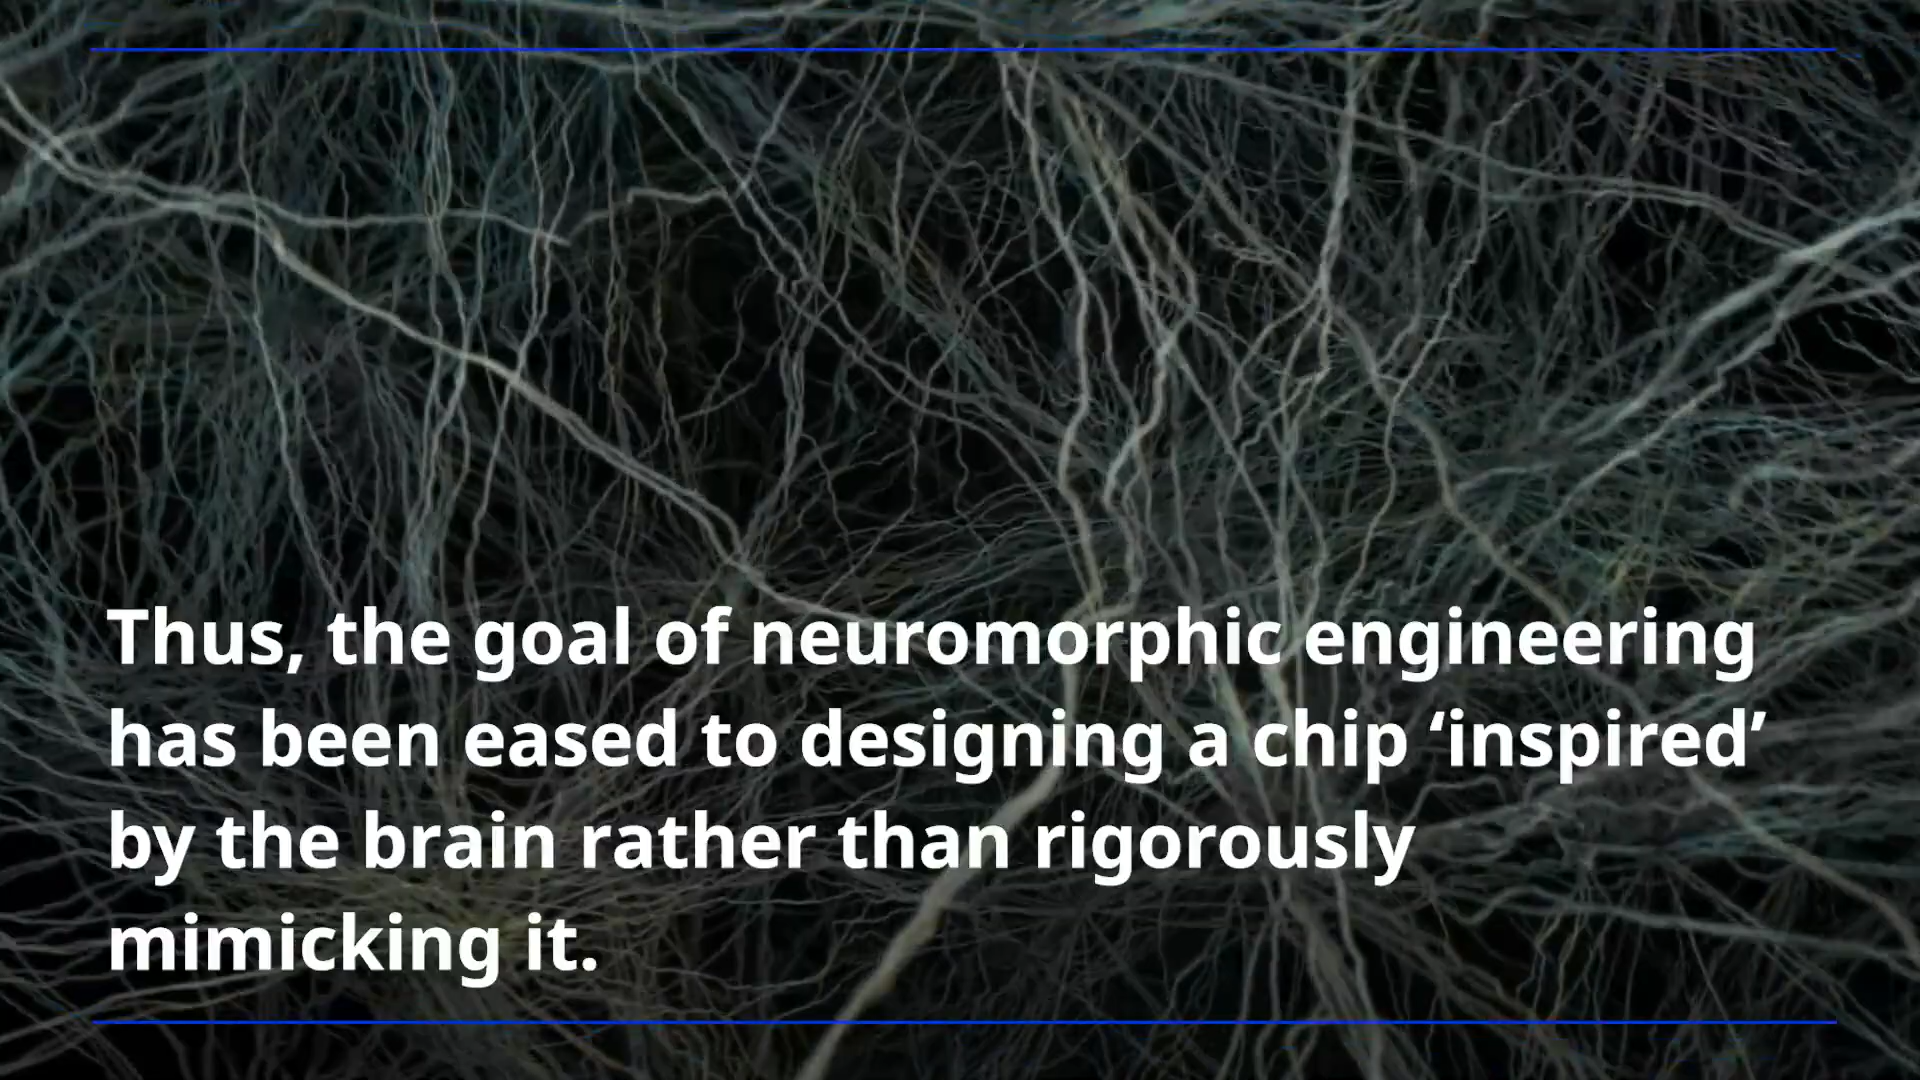 Thus, the goal of neuromorphic engineering
has been eased to designing a chip ‘inspired’
by the brain rather than rigorously
mimicking it.